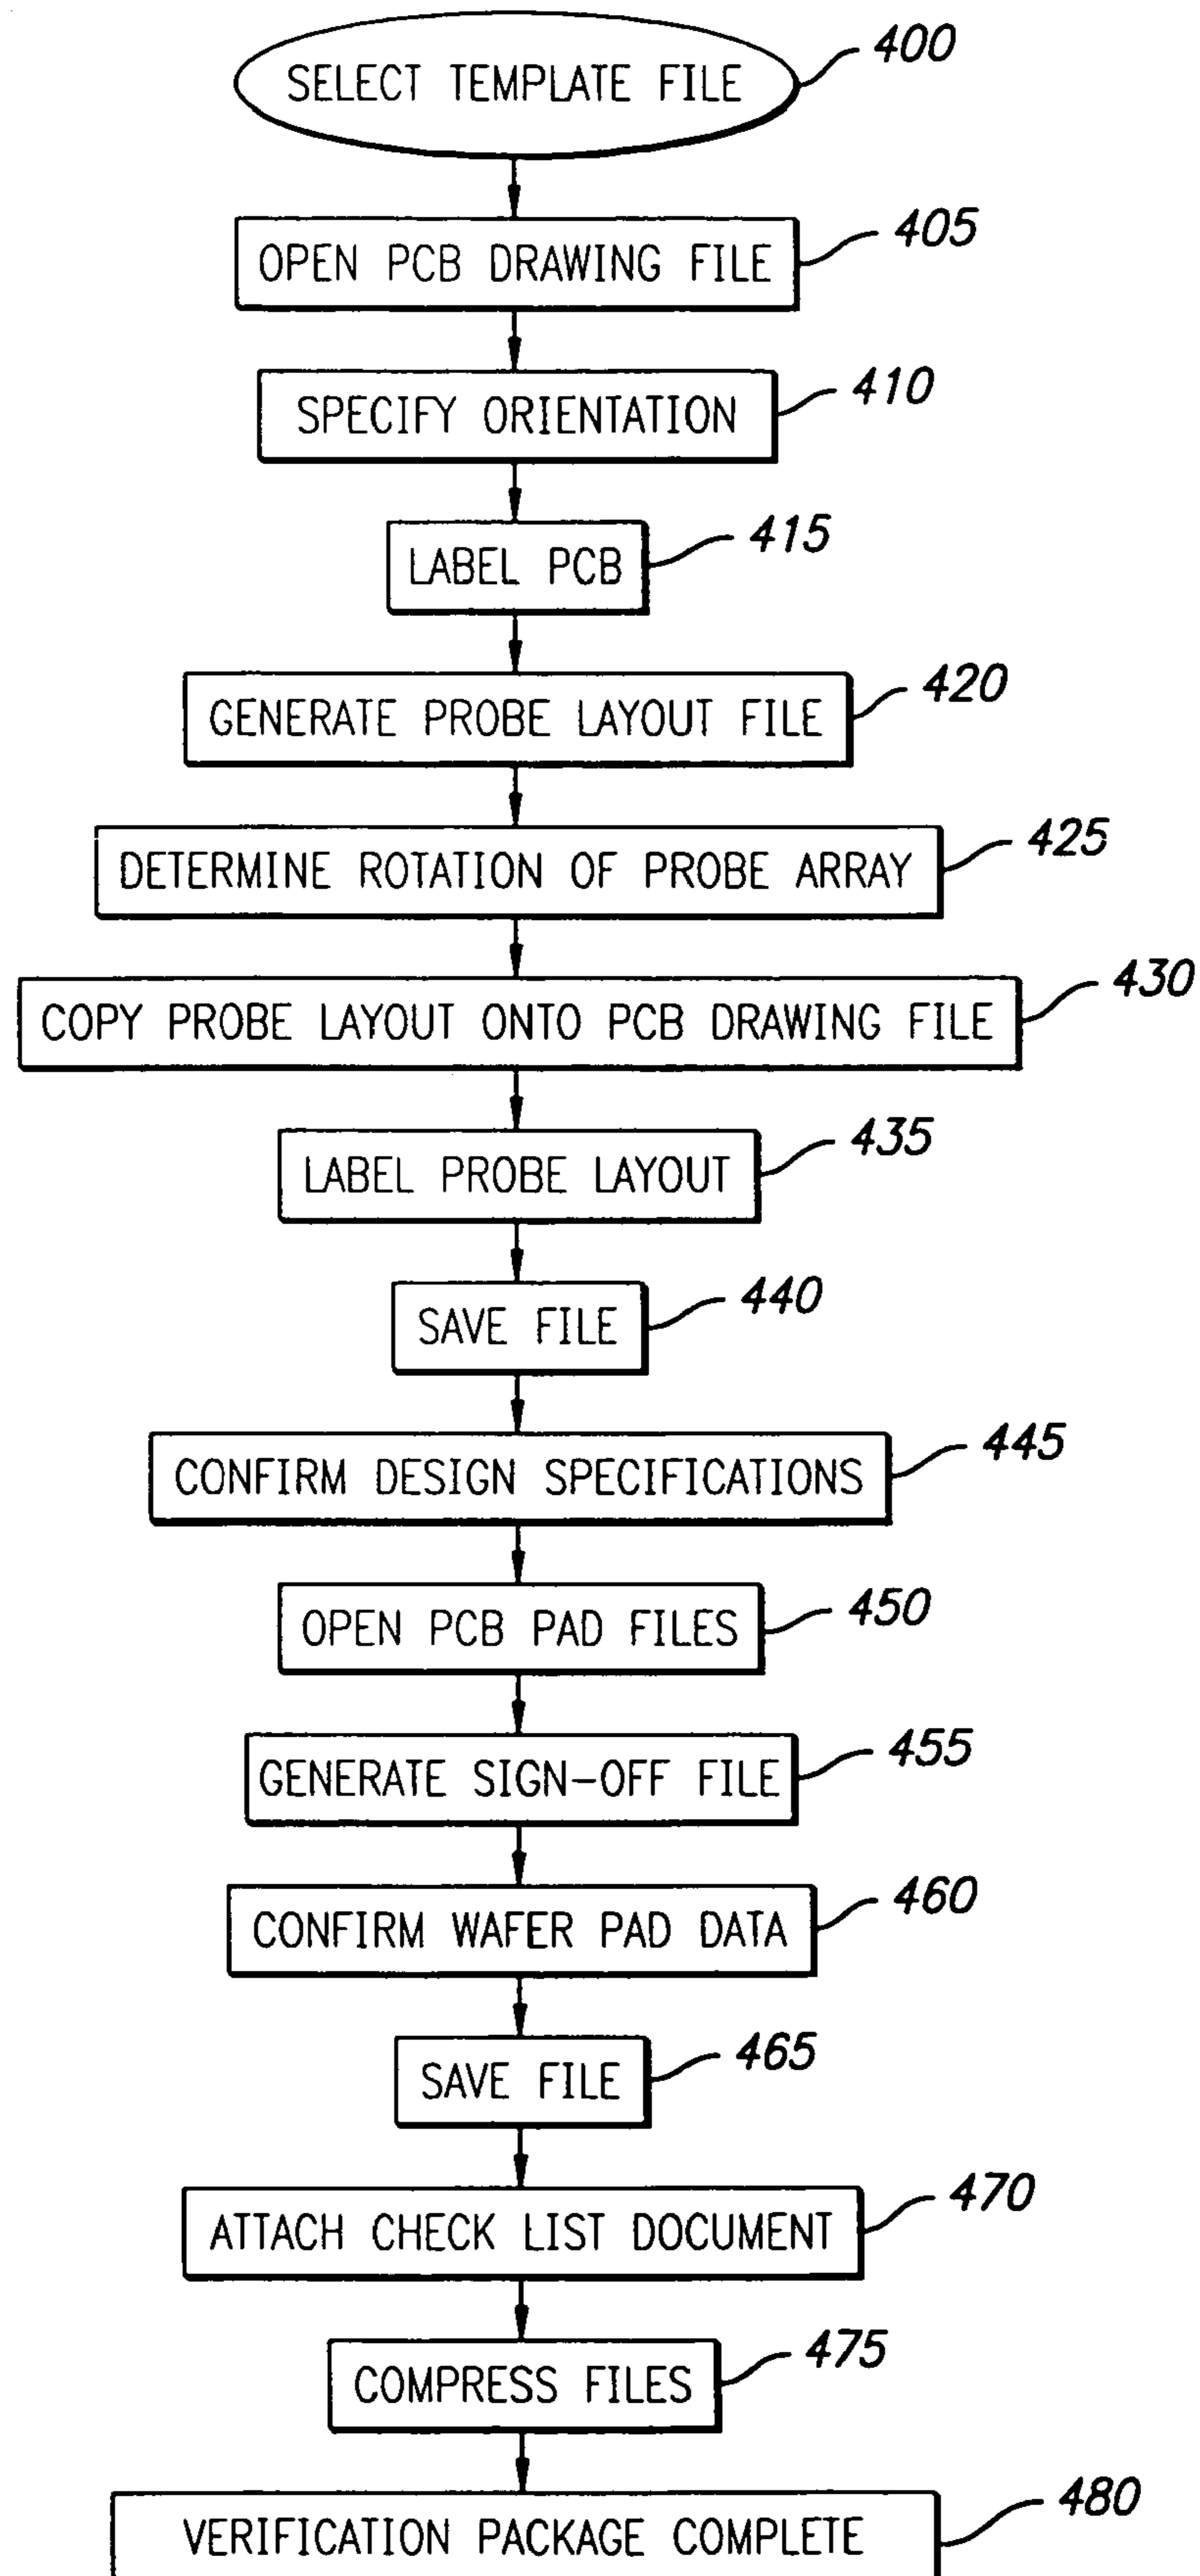 400
SELECT TEMPLATE FILE
405
OPEN PCB DRAWING FILE
410
SPECIFY ORIENTATION
415
LABEL PCB
420
GENERATE PROBE LAYOUT FILE
425
DETERMINE ROTATION OF PROBE ARRAY
430
COPY PROBE LAYOUT ONTO PCB DRAWING FILE
435
LABEL PROBE LAYOUT
440
SAVE FILE
445
CONFIRM DESIGN SPECIFICATIONS
450
OPEN PCB PAD FILES
455
GENERATE SIGN-OFF FILE
460
CONFIRM WAFER PAD DATA
465
SAVE FILE
470
ATTACH CHECK LIST DOCUMENT
475
COMPRESS FILES
480
VERIFICATION PACKAGE COMPLETE